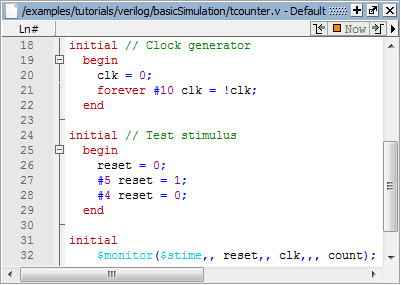 /examples/tutorials/verilog/basicSimulation/tcounter.v - Default
Ln#
Now
18 initial // Clock generator
19 begin
20 clk = 0;
21 forever #10 clk = !clk;
22 end
23
24 initial // Test stimulus
25 begin
26 reset = 0;
27 #5 reset = 1;
28 #4 reset = 0;
29 end
30
31 initial
32 $monitor($stime,, reset,, clk,,, count);